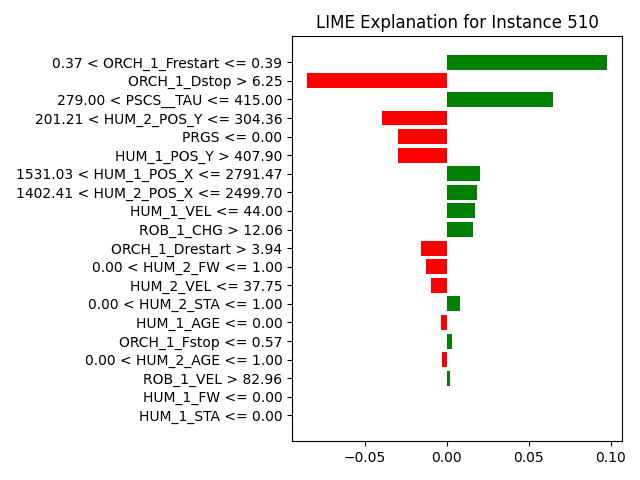 LIME Explanation for Instance 510
0.37 < ORCH_1_Frestart <= 0.39
ORCH_1_Dstop > 6.25
279.00 < PSCS__TAU <= 415.00
201.21 < HUM_2_POS_Y <= 304.36
PRGS <= 0.00
HUM_1_POS_Y > 407.90
1531.03 < HUM_1_POS_X <= 2791.47
1402.41 < HUM_2_POS_X <= 2499.70
HUM_1_VEL <= 44.00
ROB_1_CHG > 12.06
ORCH_1_Drestart > 3.94
0.00 < HUM_2_FW <= 1.00
HUM_2_VEL <= 37.75
0.00 < HUM_2_STA <= 1.00
HUM_1_AGE <= 0.00
ORCH_1_Fstop <= 0.57
0.00 < HUM_2_AGE <= 1.00
ROB_1_VEL > 82.96
HUM_1_FW <= 0.00
HUM_1_STA <= 0.00
−0.05 0.00 0.05 0.10